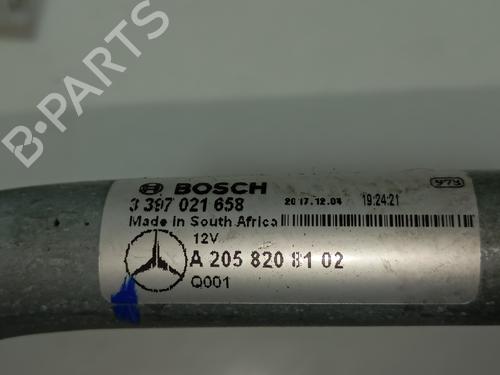 B-PARTS
BOSCH
3 397 021 658
2017.12.04 19:24:21
Made in South Africa
12V
A 205 820 81 02
Q001